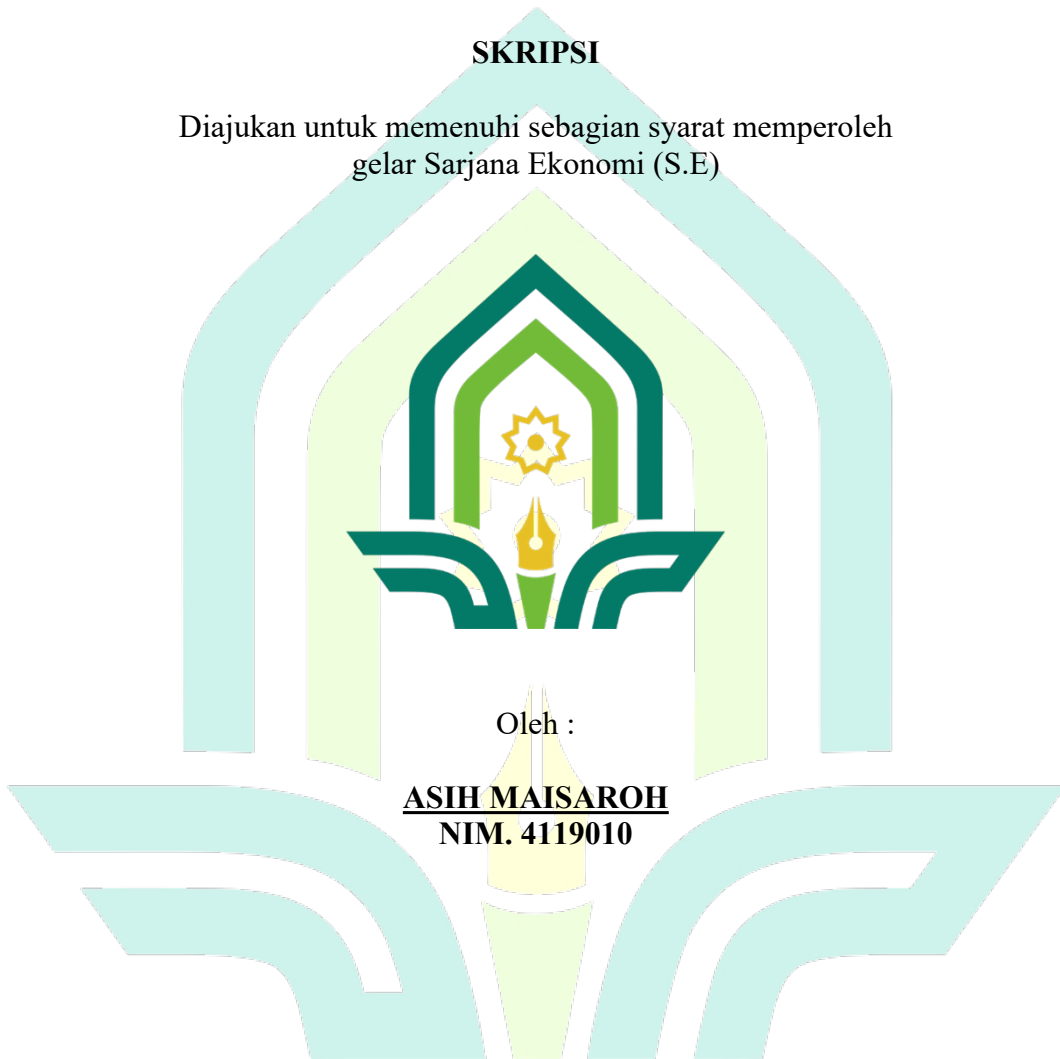 SKRIPSI
Diajukan untuk memenuhi sebagian syarat memperoleh
gelar Sarjana Ekonomi (S.E)
Oleh :
ASIH MAISAROH
NIM. 4119010